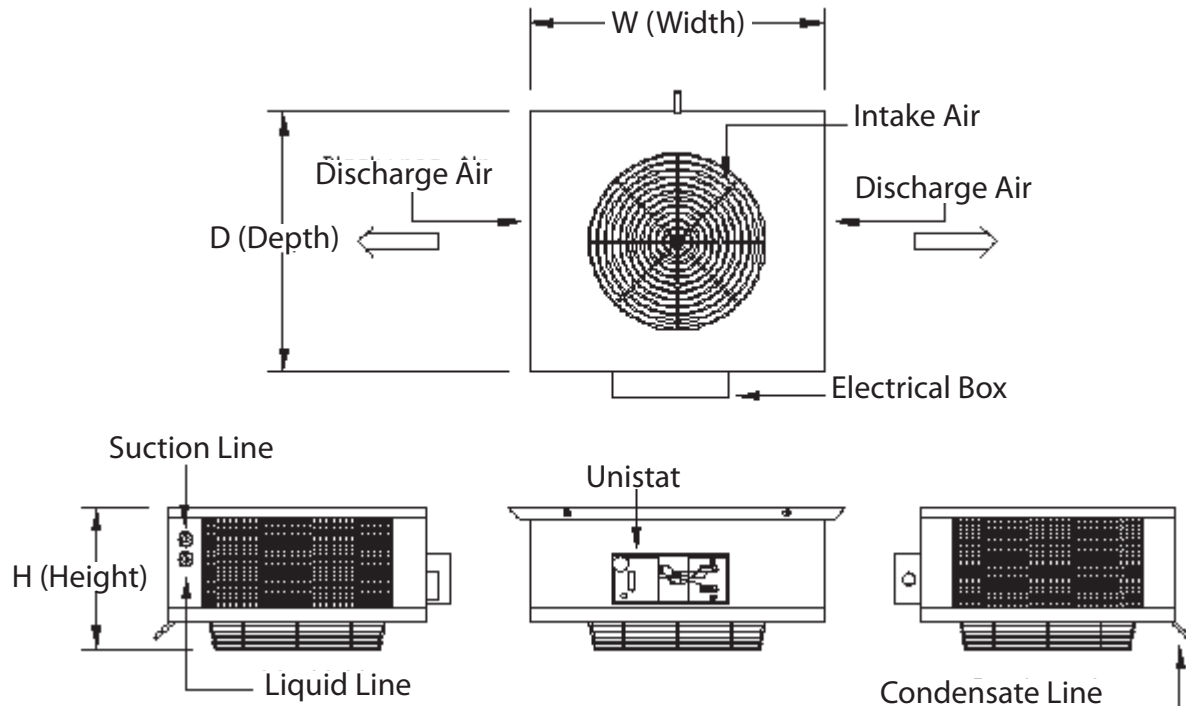 W (Width)
Intake Air
Discharge Air
Discharge Air
D (Depth)
Electrical Box
Suction Line
Unistat
H (Height)
Liquid Line
Condensate Line